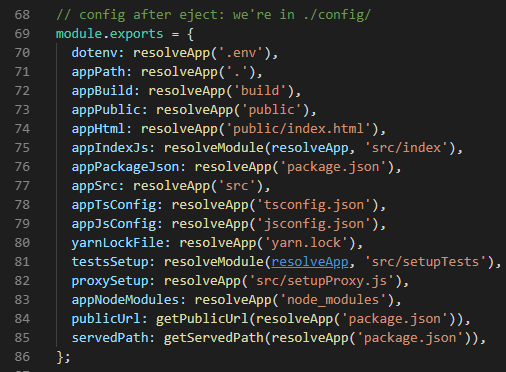 68 // config after eject: we're in ./config/
69 module.exports = {
70 dotenv: resolveApp('.env'),
71 appPath: resolveApp('.'),
72 appBuild: resolveApp('build'),
73 appPublic: resolveApp('public'),
74 appHtml: resolveApp('public/index.html'),
75 appIndexJs: resolveModule(resolveApp, 'src/index'),
76 appPackageJson: resolveApp('package.json'),
77 appSrc: resolveApp('src'),
78 appTsConfig: resolveApp('tsconfig.json'),
79 appJsConfig: resolveApp('jsconfig.json'),
80 yarnLockFile: resolveApp('yarn.lock'),
81 testsSetup: resolveModule(resolveApp, 'src/setupTests'),
82 proxySetup: resolveApp('src/setupProxy.js'),
83 appNodeModules: resolveApp('node_modules'),
84 publicUrl: getPublicUrl(resolveApp('package.json')),
85 servedPath: getServedPath(resolveApp('package.json')),
86 };